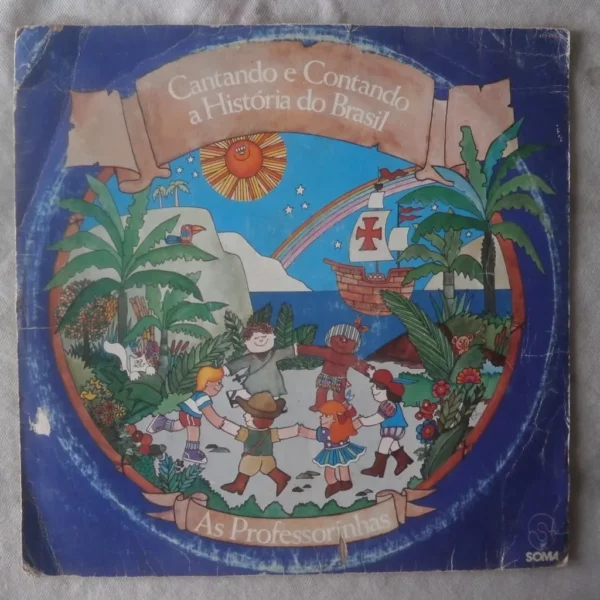 Cantando e Contando
a História do Brasil
As Professorinhas
SOMA